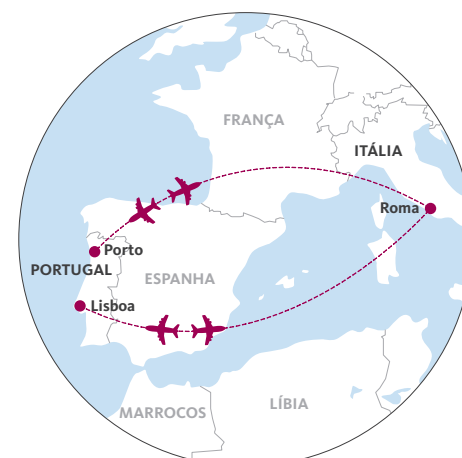 FRANÇA
ITÁLIA
Roma
Porto
PORTUGAL
ESPANHA
Lisboa
MARROCOS
LÍBIA